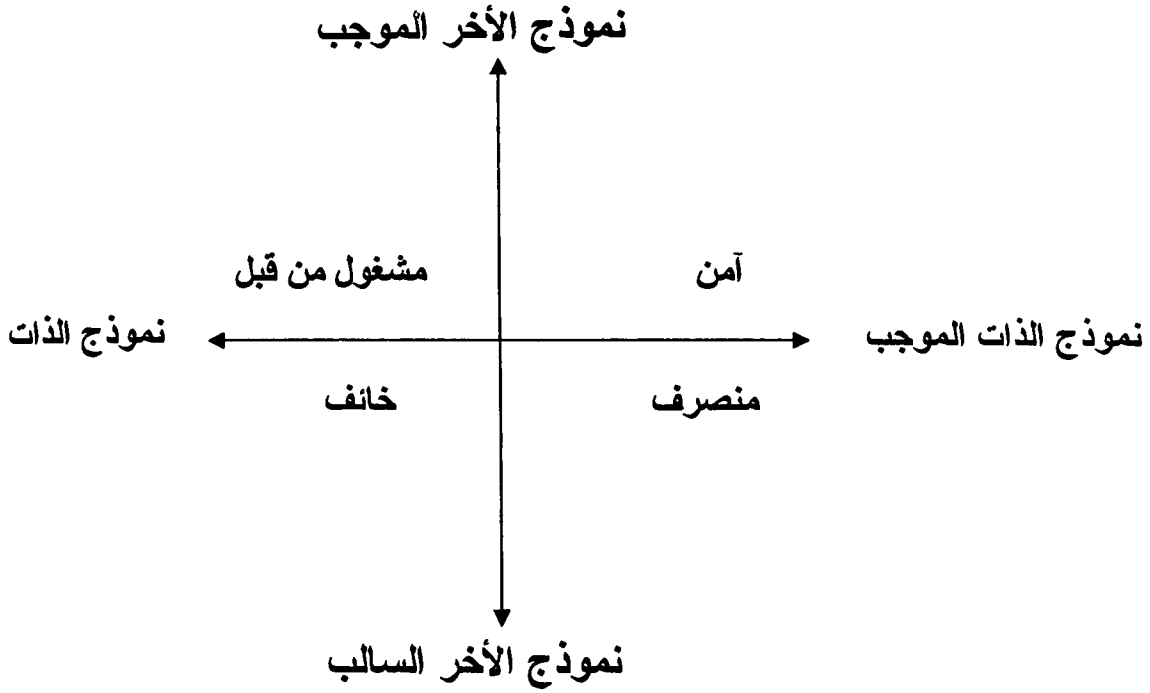 نموذج الأخر الموجب
آمن
مشغول من قبل
نموذج الذات الموجب
نموذج الذات
منصرف
خائف
نموذج الأخر السالب